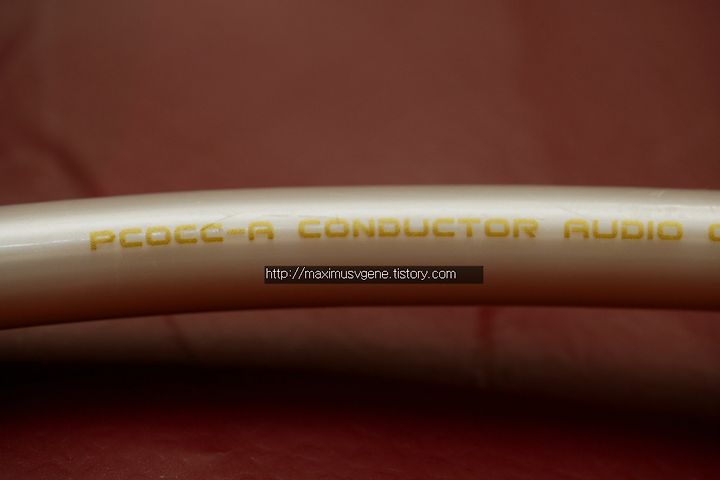 PCOCC-A CONDUCTOR AUDIO
http://maximusvgene.tistory.com